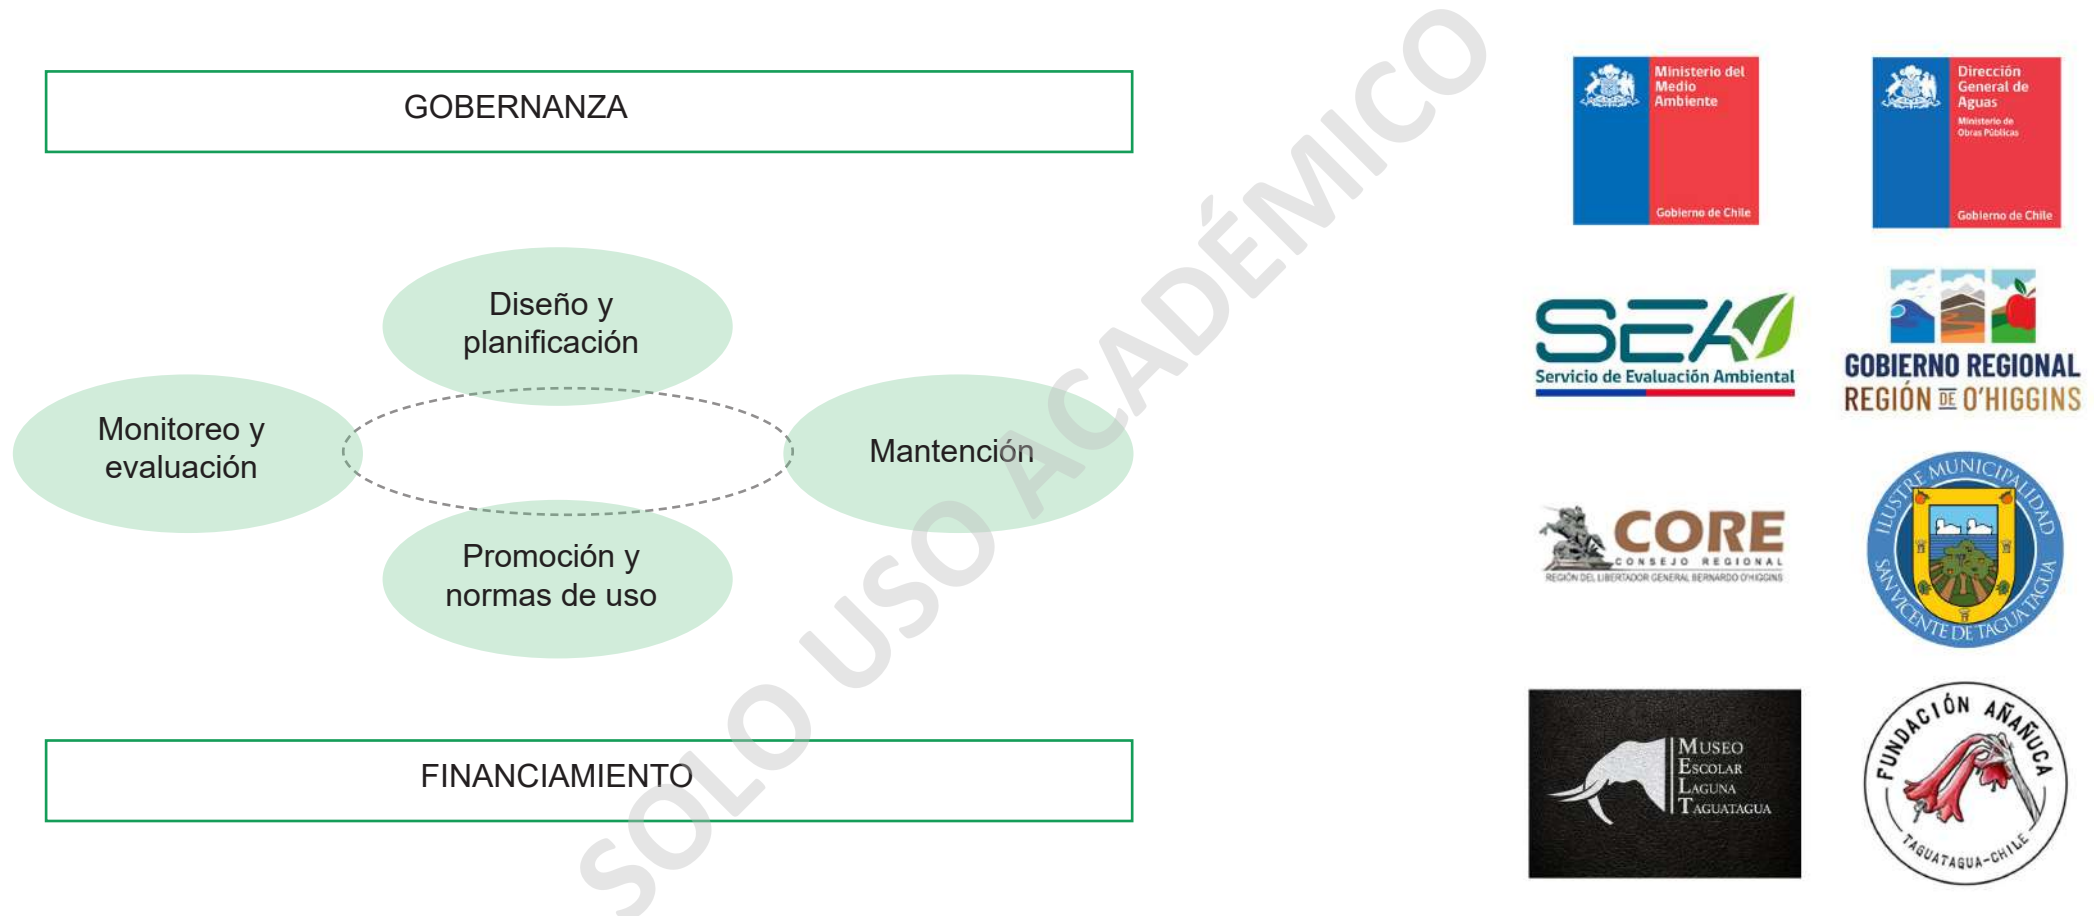 GOBERNANZA
Diseño y
planificación
Monitoreo y
evaluación
Mantención
Promoción y
normas de uso
FINANCIAMIENTO
SOLO USO ACADÉMICO
Ministerio del
Medio
Ambiente
Gobierno de Chile
Dirección
General de
Aguas
Ministerio de
Obras Públicas
Gobierno de Chile
SEA
Servicio de Evaluación Ambiental
GOBIERNO REGIONAL
REGIÓN DE O'HIGGINS
CORE
CONSEJO REGIONAL
REGIÓN DEL LIBERTADOR GENERAL BERNARDO O'HIGGINS
ILUSTRE MUNICIPALIDAD
SAN VICENTE DE TAGUA TAGUA
MUSEO
ESCOLAR
LAGUNA
TAGUATAGUA
FUNDACIÓN AÑAÑUCA
TAGUATAGUA-CHILE